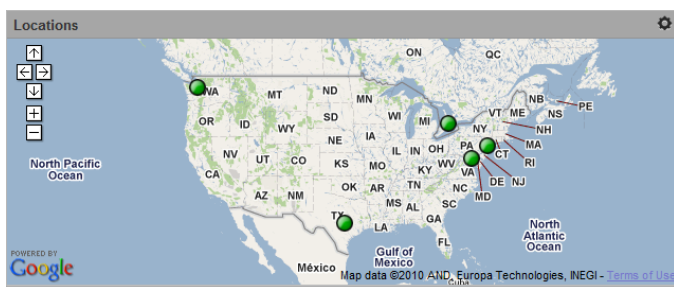 Locations
ON
QC
WA
MT
ND
MN
NB
PE
OR
ID
SD
WI
MI
VT
ME
NS
WY
NY
NH
NE
IA
MA
NV
UT
CO
IL
IN
OH
PA
CT
RI
North Pacific
Ocean
CA
KS
MO
KY
WV
VA
DE
NJ
AZ
NM
OK
AR
TN
NC
MD
MS
AL
SC
TX
LA
GA
North
Atlantic
Ocean
FL
POWERED BY
Google
Gulf of
Mexico
México
Cuba
Map data ©2010 AND, Europa Technologies, INEGI - Terms of Use